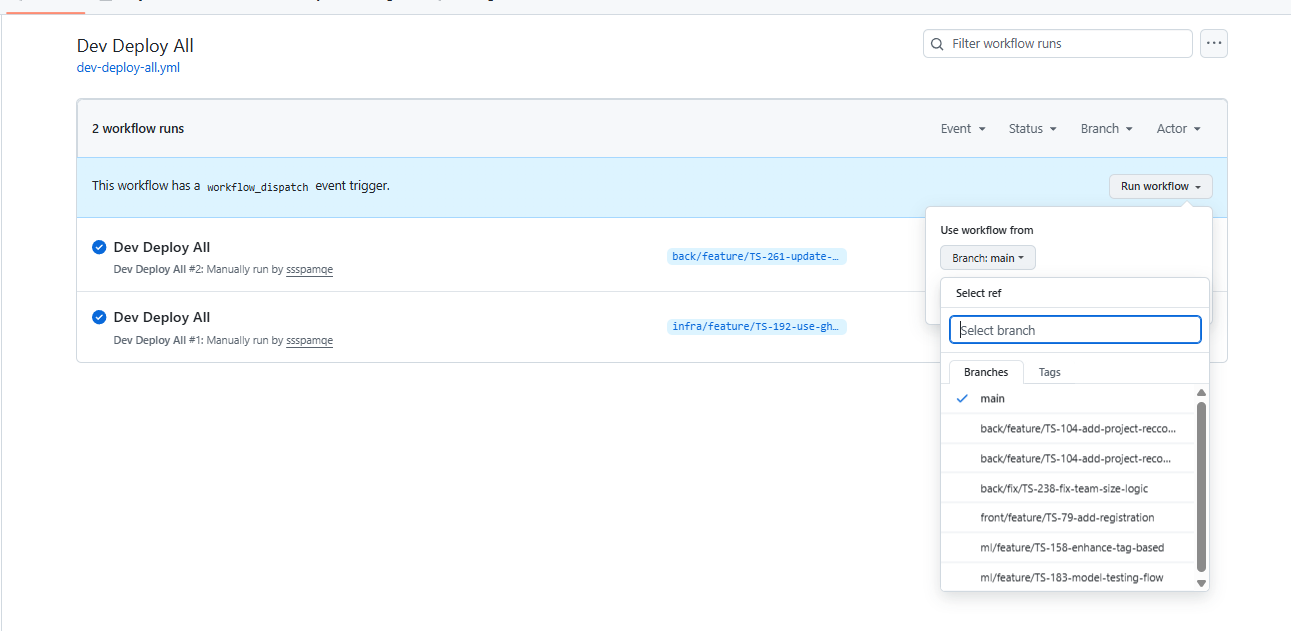 Dev Deploy All
dev-deploy-all.yml
Filter workflow runs
...
2 workflow runs
Event
Status
Branch
Actor
This workflow has a workflow_dispatch event trigger.
Run workflow
Dev Deploy All
Dev Deploy All #2: Manually run by ssspamqe
back/feature/TS-261-update-...
Dev Deploy All
Dev Deploy All #1: Manually run by ssspamqe
infra/feature/TS-192-use-gh...
Use workflow from
Branch: main
Select ref
Select branch
Branches
Tags
main
back/feature/TS-104-add-project-recco...
back/feature/TS-104-add-project-reco...
back/fix/TS-238-fix-team-size-logic
front/feature/TS-79-add-registration
ml/feature/TS-158-enhance-tag-based
ml/feature/TS-183-model-testing-flow